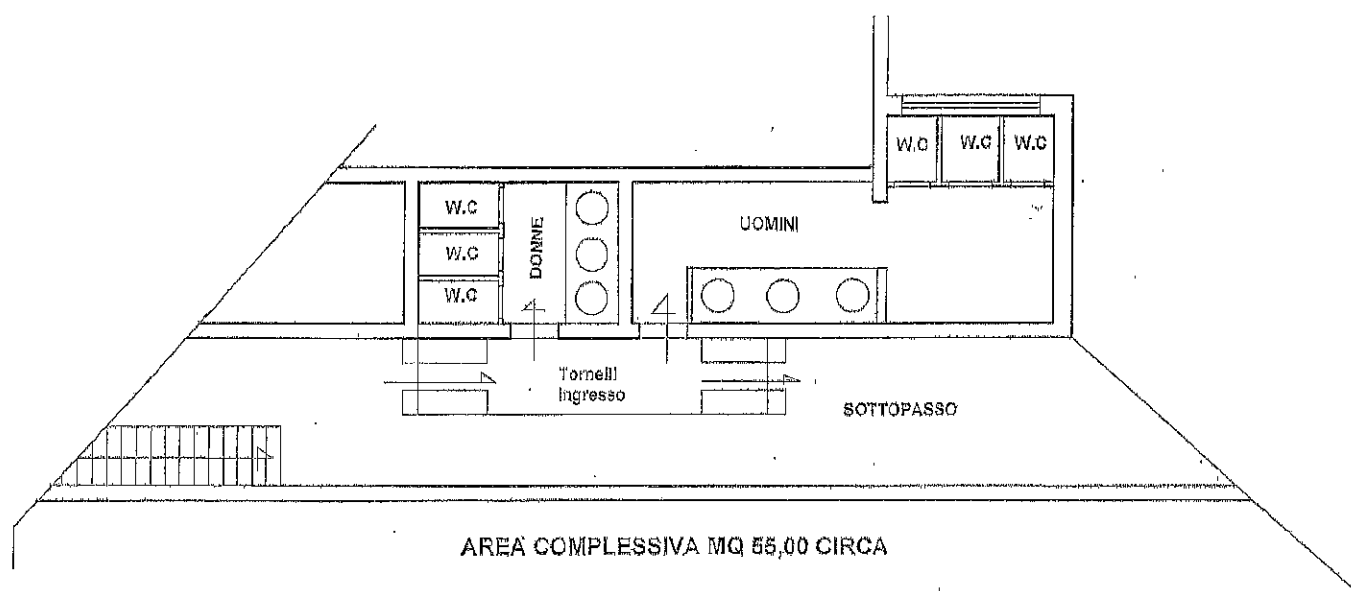 W.C
W.C
W.C
W.C
DONNE
UOMINI
W.C
W.C
Tornelli
Ingresso
SOTTOPASSO
AREA COMPLESSIVA MQ 55,00 CIRCA